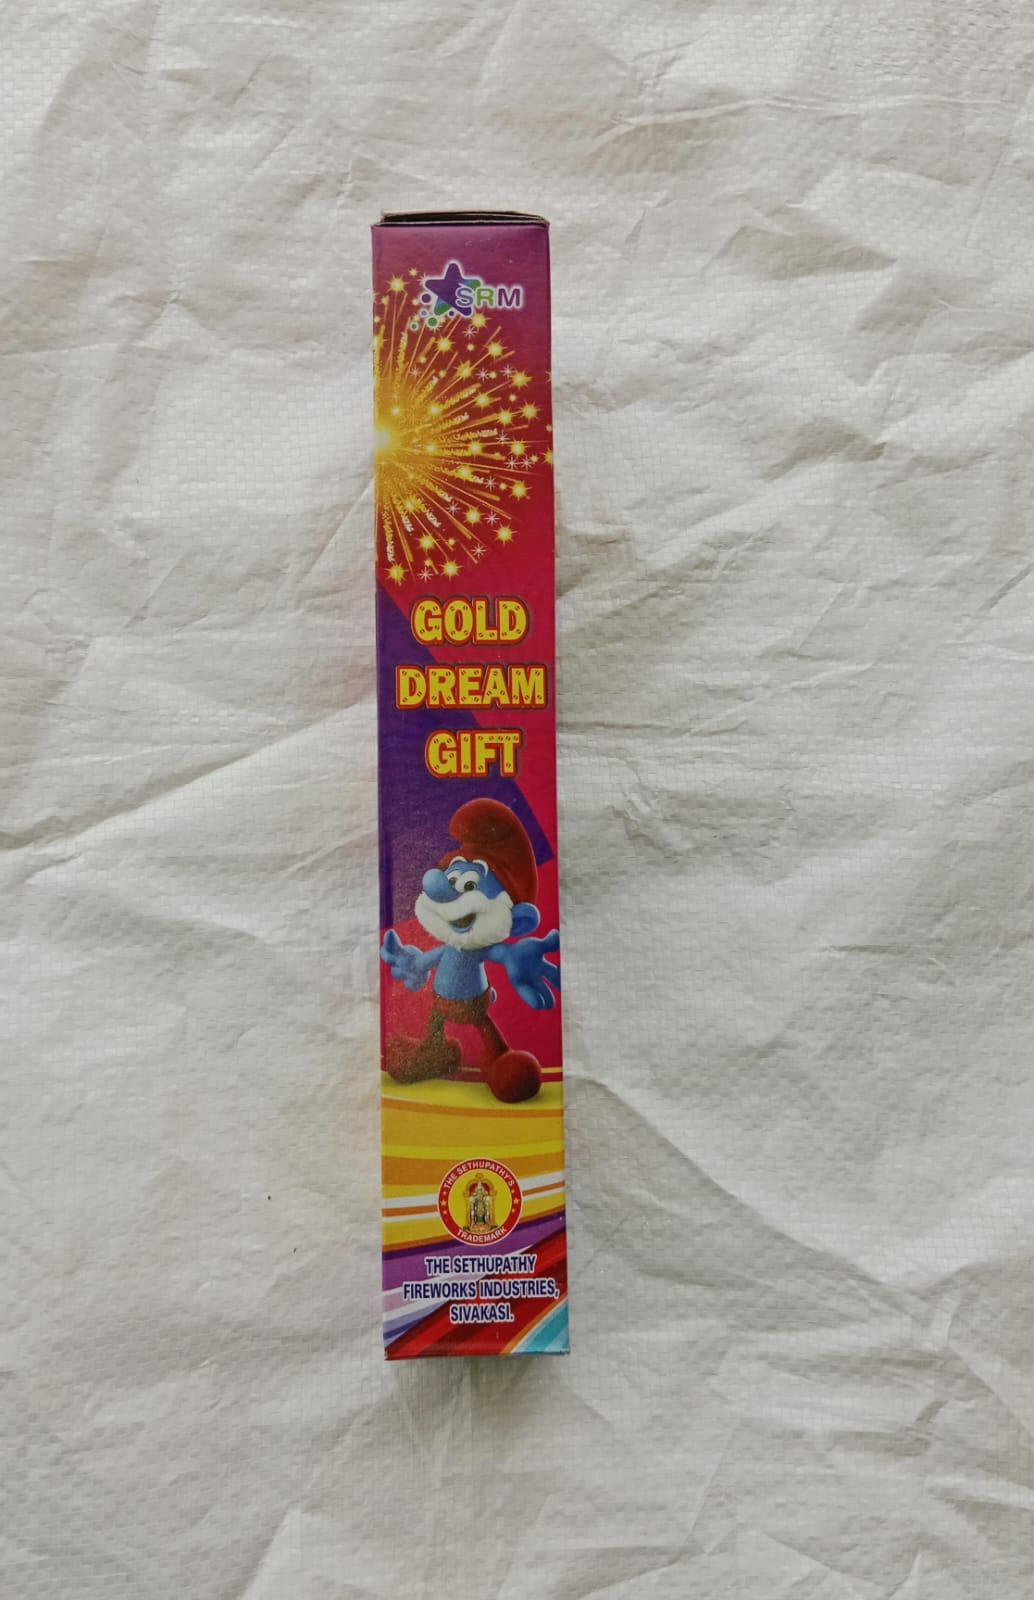 SRM
GOLD
DREAM
GIFT
THE SETHUPATHY'S
TRADEMARK
THE SETHUPATHY
FIREWORKS INDUSTRIES,
SIVAKASI.